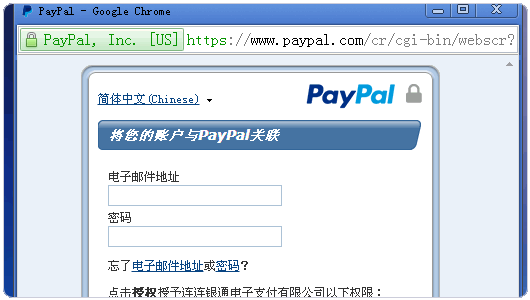 PayPal - Google Chrome
PayPal, Inc. [US] https://www.paypal.com/cr/cgi-bin/webscr?
简体中文(Chinese)
PayPal
将您的账户与PayPal关联
电子邮件地址
密码
忘了电子邮件地址或密码?
点击授权授予连连银通电子支付有限公司以下权限：